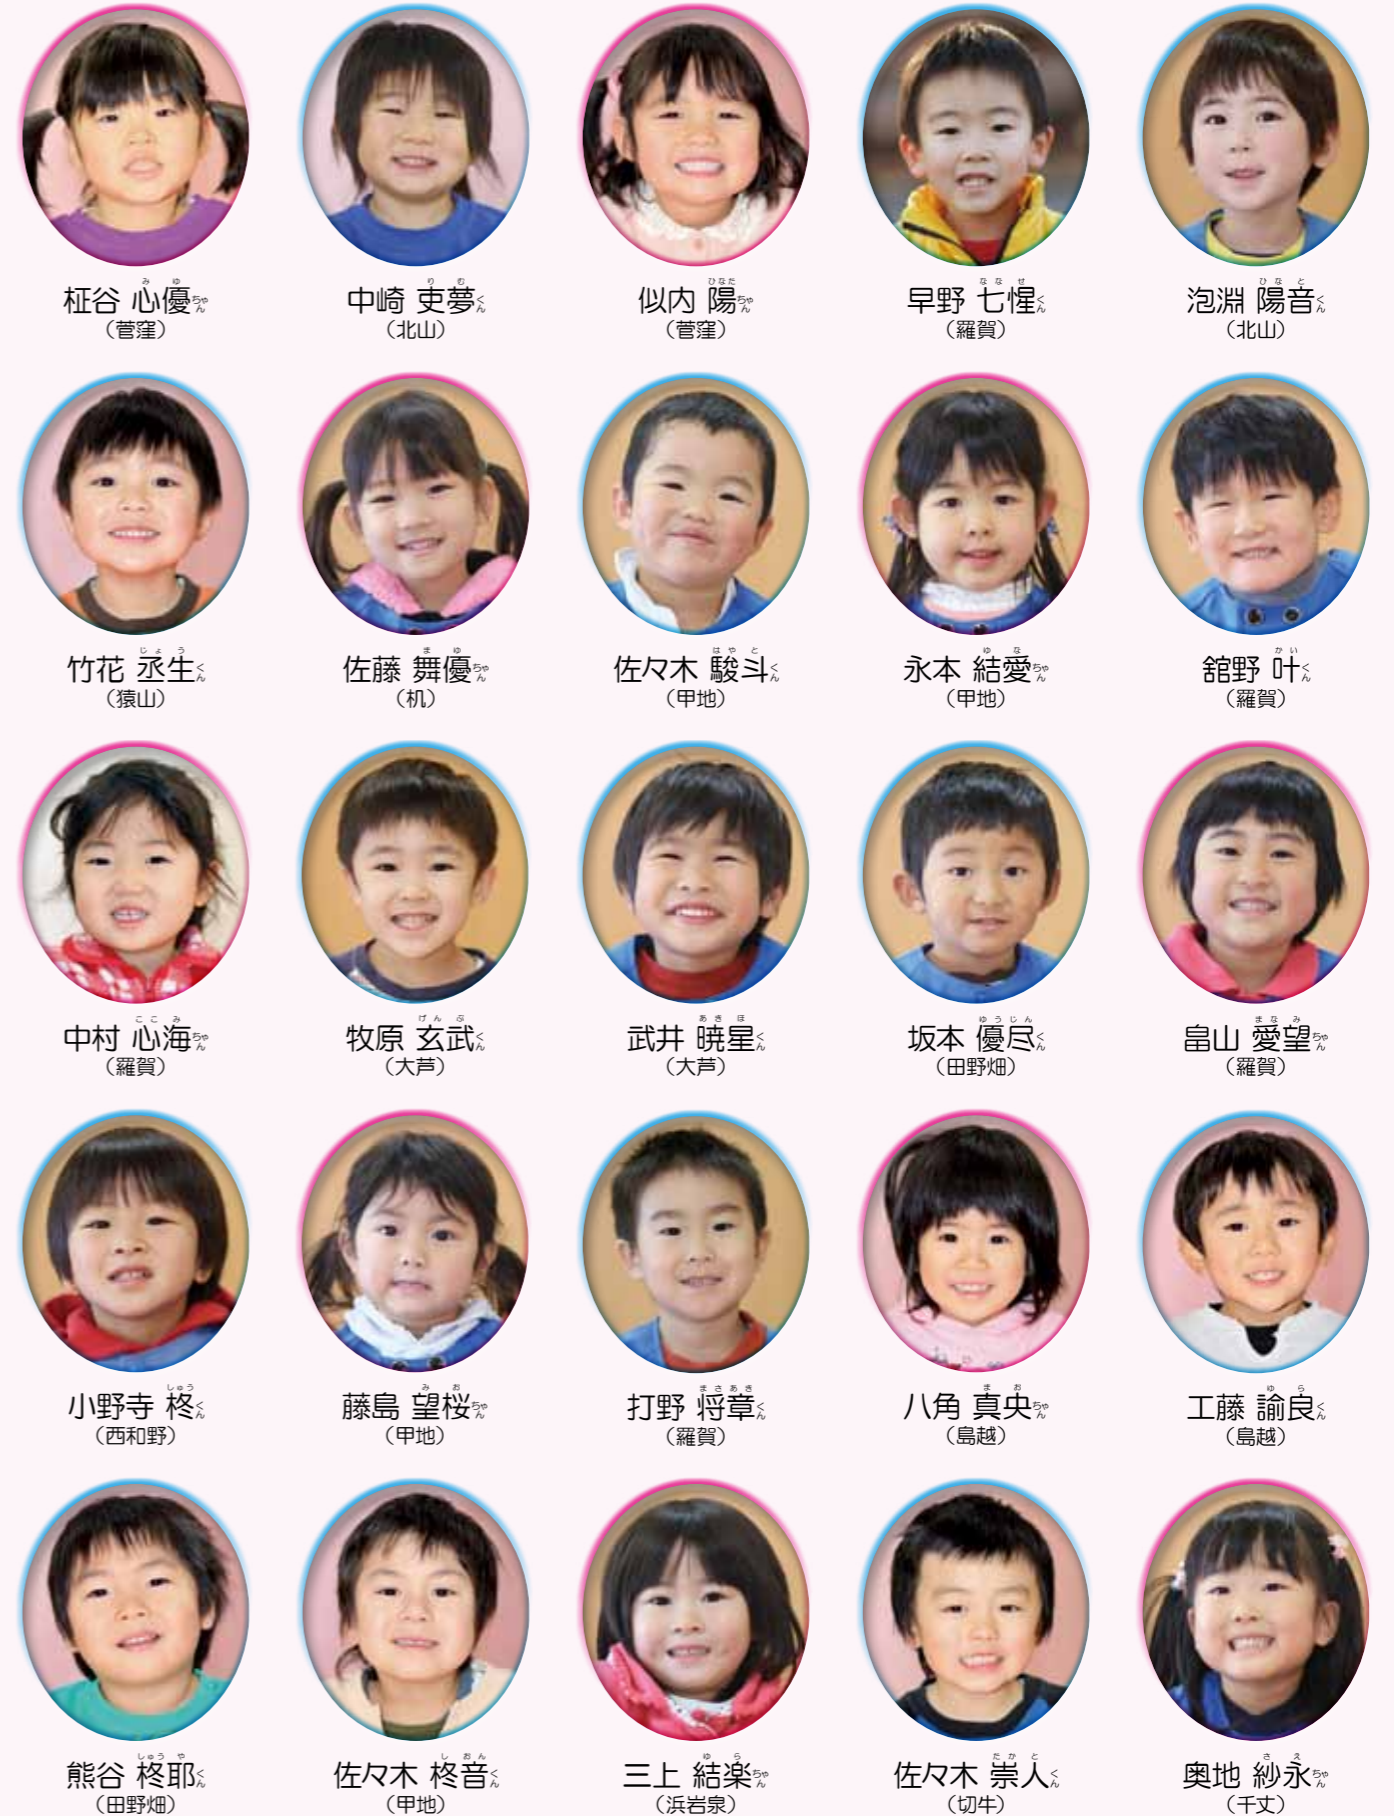 柾谷 心優ちゃん 中崎 吏夢くん 似内 陽ちゃん 早野 七惺くん 泡淵 陽音くん
（菅窪） （北山） （菅窪） （羅賀） （北山）
竹花 丞生くん 佐藤 舞優ちゃん 佐々木 駿斗くん 永本 結愛ちゃん 舘野 叶くん
（猿山） （机） （甲地） （甲地） （羅賀）
中村 心海ちゃん 牧原 玄武くん 武井 暁星くん 坂本 優尽くん 畠山 愛望ちゃん
（羅賀） （大芦） （大芦） （田野畑） （羅賀）
小野寺 柊くん 藤島 望桜ちゃん 打野 将章くん 八角 真央ちゃん 工藤 諭良くん
（西和野） （甲地） （羅賀） （島越） （島越）
熊谷 柊耶くん 佐々木 柊音くん 三上 結楽ちゃん 佐々木 崇人くん 奥地 紗永ちゃん
（田野畑） （甲地） （浜岩泉） （切牛） （千丈）